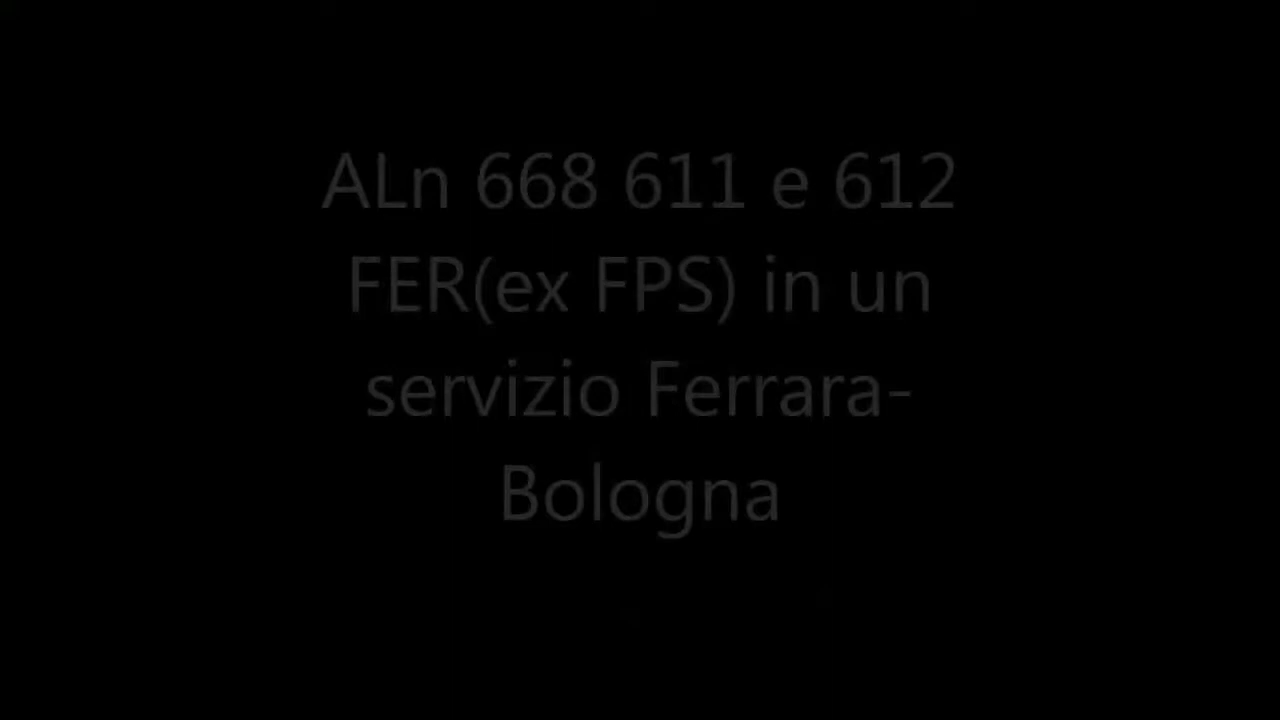 ALn 668 611 e 612
FER(ex FPS) in un
servizio Ferrara-
Bologna